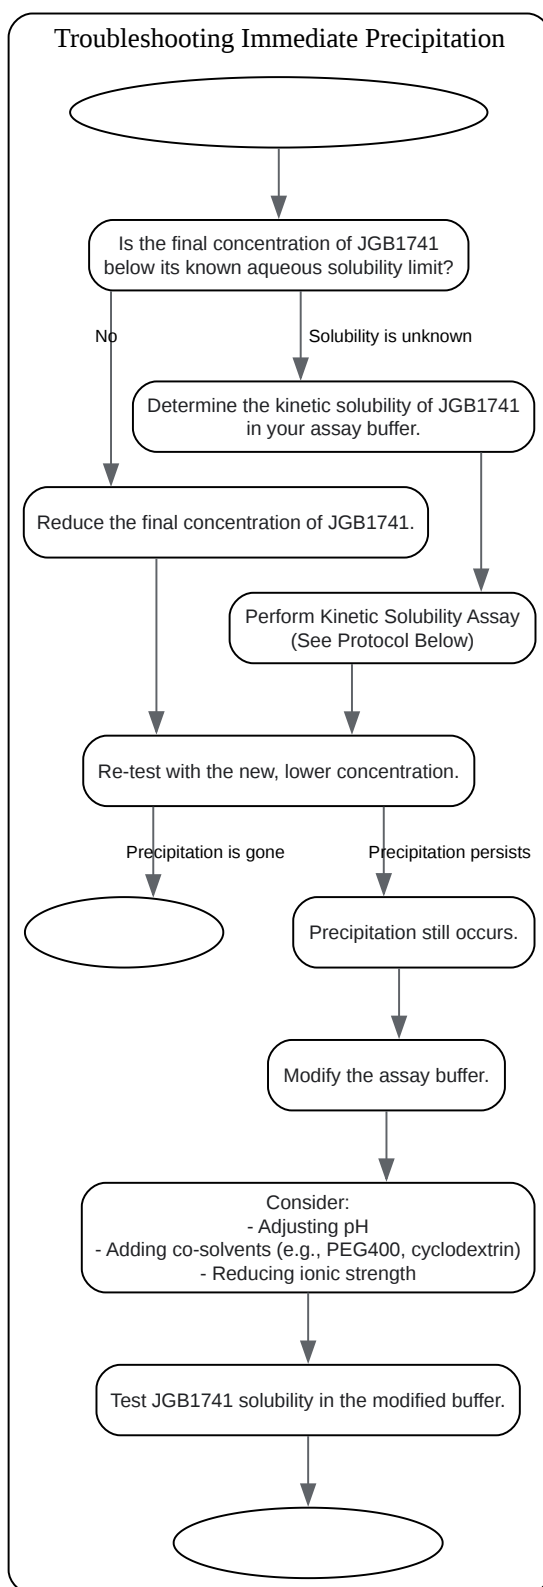 Troubleshooting Immediate Precipitation
Is the final concentration of JGB1741
below its known aqueous solubility limit?
No
Solubility is unknown
Determine the kinetic solubility of JGB1741
in your assay buffer.
Reduce the final concentration of JGB1741.
Perform Kinetic Solubility Assay
(See Protocol Below)
Re-test with the new, lower concentration.
Precipitation is gone
Precipitation persists
Precipitation still occurs.
Modify the assay buffer.
Consider:
- Adjusting pH
- Adding co-solvents (e.g., PEG400, cyclodextrin)
- Reducing ionic strength
Test JGB1741 solubility in the modified buffer.